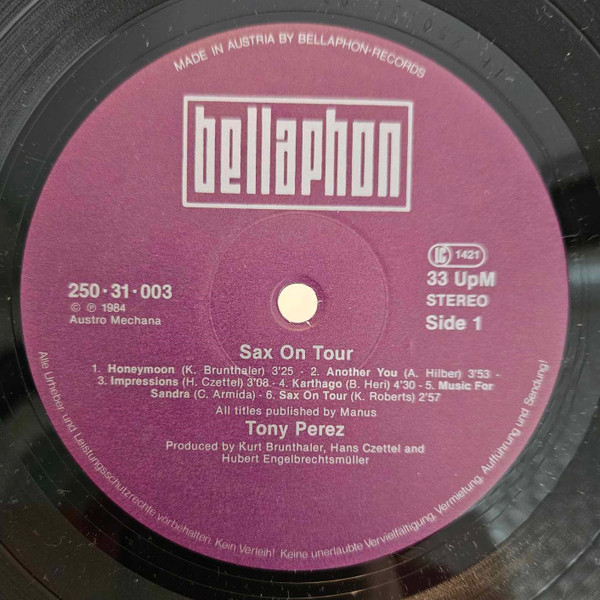 MADE IN AUSTRIA BY BELLAPHON-RECORDS
bellaphon
LC 1421
250·31·003
33 UpM
© ℗ 1984
STEREO
Austro Mechana
Side 1
Sax On Tour
1. Honeymoon (K. Brunthaler) 3'25 - 2. Another You (A. Hilber) 3'53 -
3. Impressions (H. Czettel) 3'08 - 4. Karthago (B. Heri) 4'30 - 5. Music For
Sandra (C. Armida) - 6. Sax On Tour (K. Roberts) 2'57
All titles published by Manus
Tony Perez
Produced by Kurt Brunthaler, Hans Czettel and
Hubert Engelbrechtsmüller
Alle Urheber und Leistungsschutzrechte vorbehalten. Kein Verleih! Keine unerlaubte Vervielfältigung, Vermietung, Aufführung und Sendung!